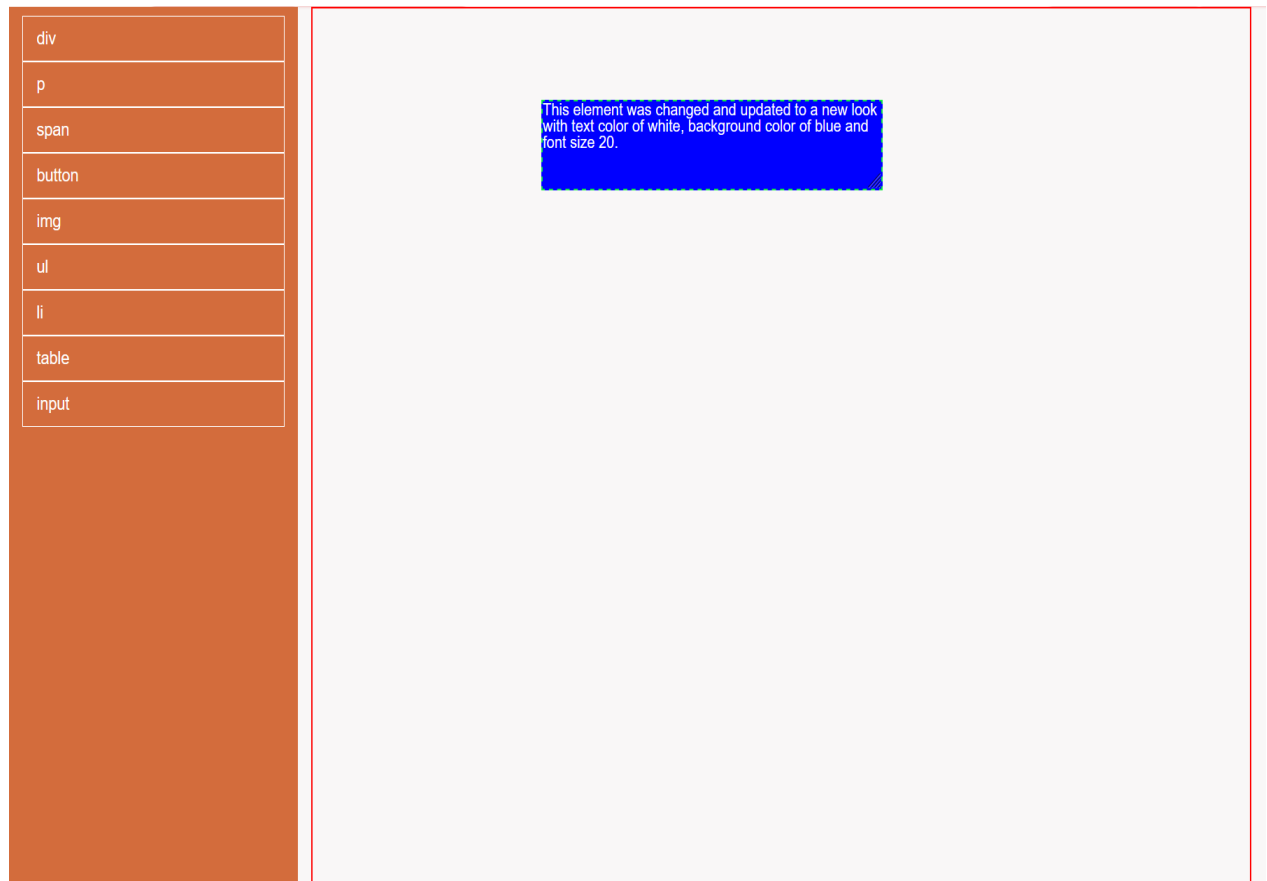 div
p
span
button
img
ul
li
table
input
This element was changed and updated to a new look
with text color of white, background color of blue and
font size 20.